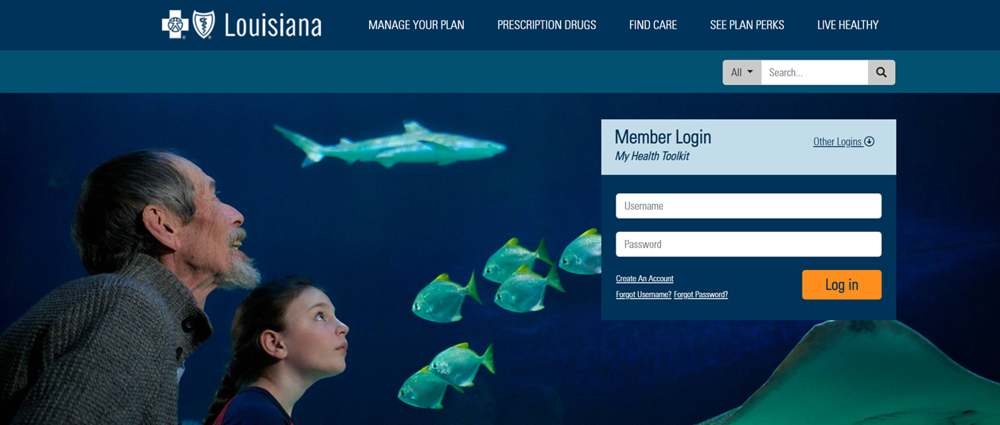 Louisiana
MANAGE YOUR PLAN
PRESCRIPTION DRUGS
FIND CARE
SEE PLAN PERKS
LIVE HEALTHY
All
Search...
Member Login
My Health Toolkit
Other Logins
Username
Password
Create An Account
Forgot Username? Forgot Password?
Log in